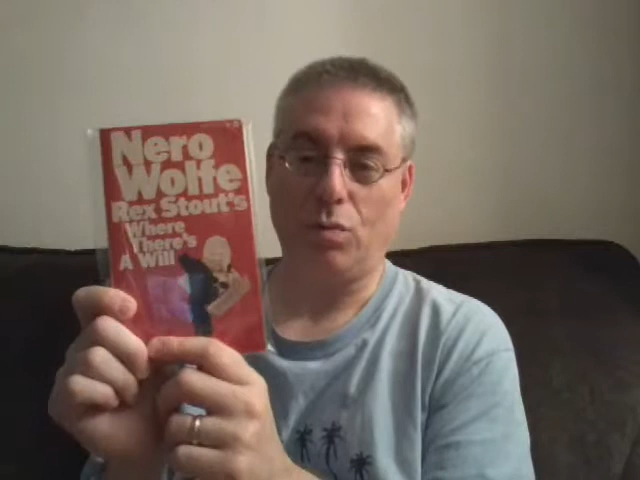 Nero
Wolfe
Rex Stout's
Where
There's
A Will